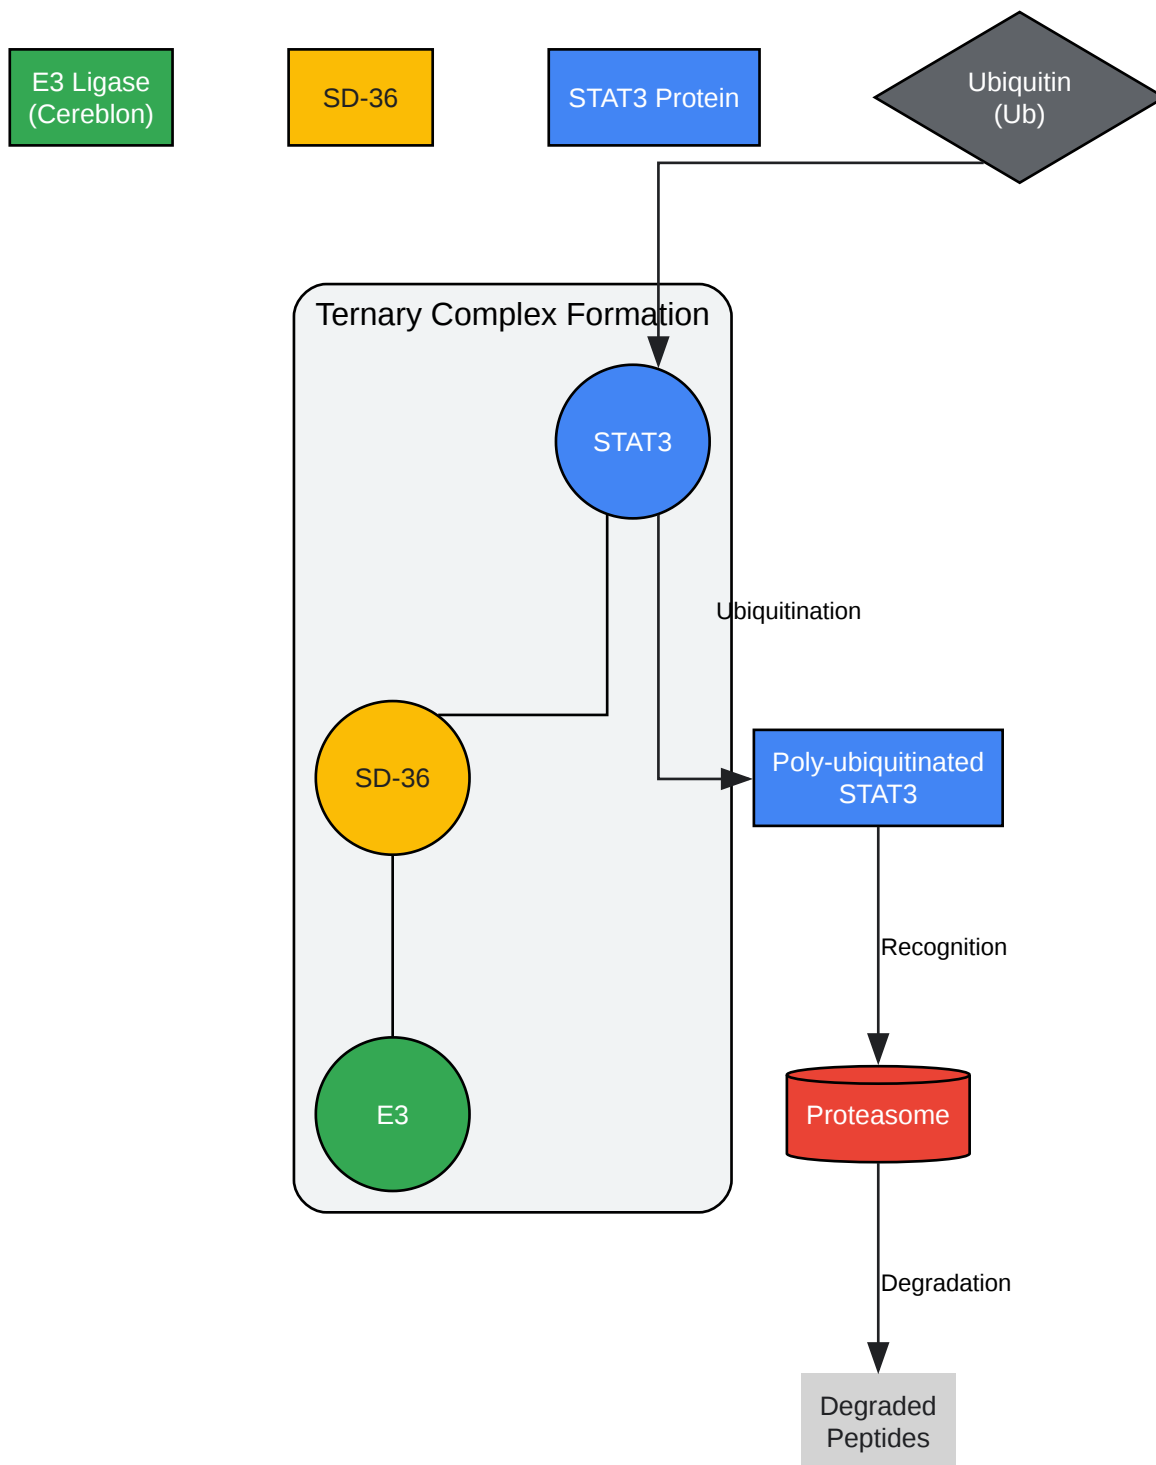 E3 Ligase
(Cereblon)
SD-36
STAT3 Protein
Ubiquitin
(Ub)
Ternary Complex Formation
STAT3
Ubiquitination
SD-36
Poly-ubiquitinated
STAT3
Recognition
E3
Proteasome
Degradation
Degraded
Peptides